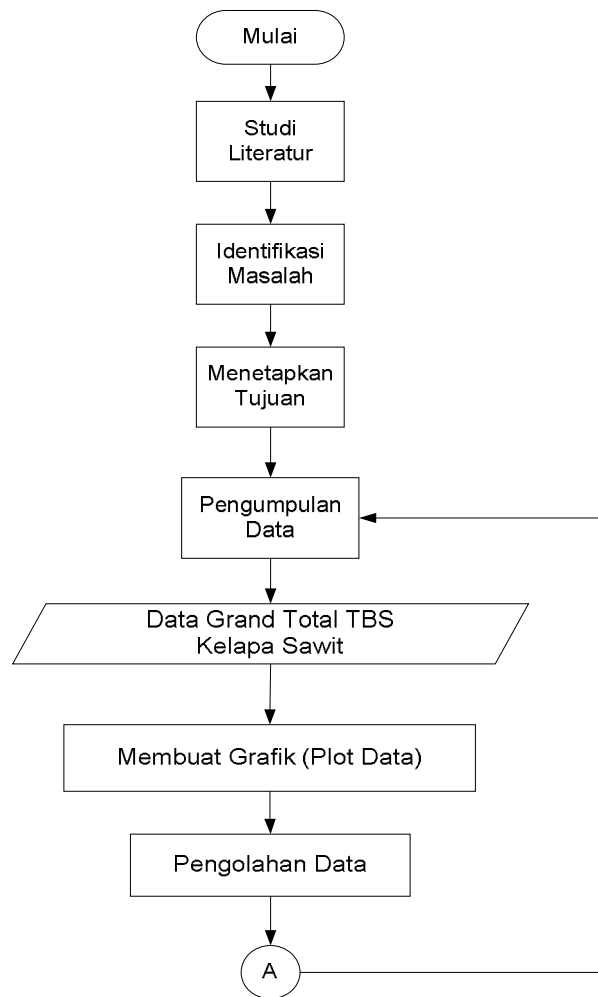 Mulai
Studi
Literatur
Identifikasi
Masalah
Menetapkan
Tujuan
Pengumpulan
Data
Data Grand Total TBS
Kelapa Sawit
Membuat Grafik (Plot Data)
Pengolahan Data
A